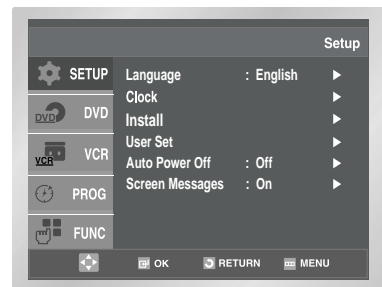 Setup
SETUP
DVD DVD
VCR VCR
PROG
FUNC
Language : English ►
Clock ►
Install ►
User Set ►
Auto Power Off : Off ►
Screen Messages : On ►
OK RETURN MENU